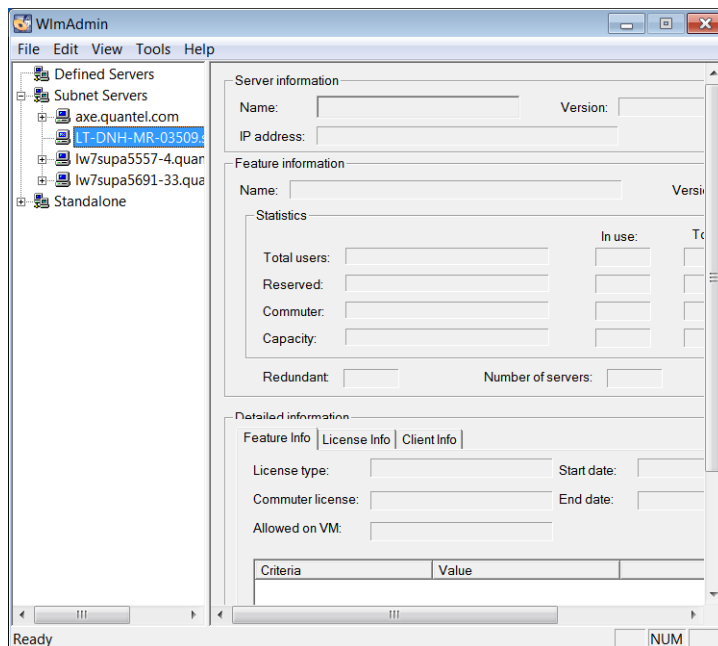 WlmAdmin
File Edit View Tools Help
Defined Servers
Subnet Servers
axe.quantel.com
LT-DNH-MR-03509.s
lw7supa5557-4.quan
lw7supa5691-33.qua
Standalone
Server information
Name: Version:
IP address:
Feature information
Name: Versi
Statistics
In use: To
Total users:
Reserved:
Commuter:
Capacity:
Redundant: Number of servers:
Detailed information
Feature Info License Info Client Info
License type: Start date:
Commuter license: End date:
Allowed on VM:
Criteria Value
Ready NUM